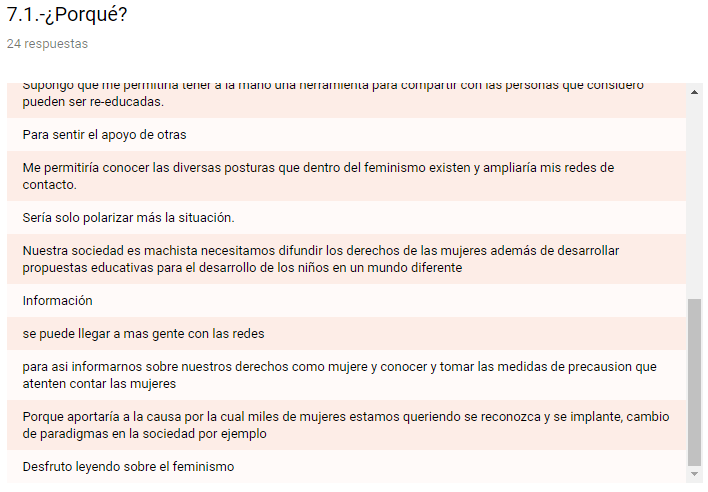 7.1.-¿Porqué?
24 respuestas
Supongo que me permitiría tener a la mano una herramienta para compartir con las personas que considero
pueden ser re-educadas.
Para sentir el apoyo de otras
Me permitiría conocer las diversas posturas que dentro del feminismo existen y ampliaría mis redes de
contacto.
Sería solo polarizar más la situación.
Nuestra sociedad es machista necesitamos difundir los derechos de las mujeres además de desarrollar
propuestas educativas para el desarrollo de los niños en un mundo diferente
Información
se puede llegar a mas gente con las redes
para asi informarnos sobre nuestros derechos como mujere y conocer y tomar las medidas de precausion que
atenten contar las mujeres
Porque aportaría a la causa por la cual miles de mujeres estamos queriendo se reconozca y se implante, cambio
de paradigmas en la sociedad por ejemplo
Desfruto leyendo sobre el feminismo